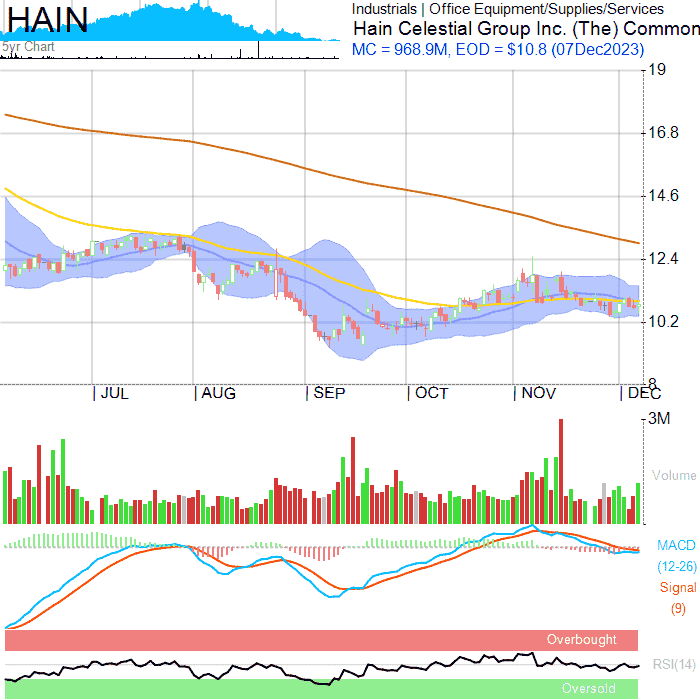 HAIN
5yr Chart
Industrials | Office Equipment/Supplies/Services
Hain Celestial Group Inc. (The) Common
MC = 968.9M, EOD = $10.8 (07Dec2023)
19
16.8
14.6
12.4
10.2
8
| JUL | AUG | SEP | OCT | NOV | DEC
3M
Volume
MACD
(12-26)
Signal
(9)
Overbought
RSI(14)
Oversold